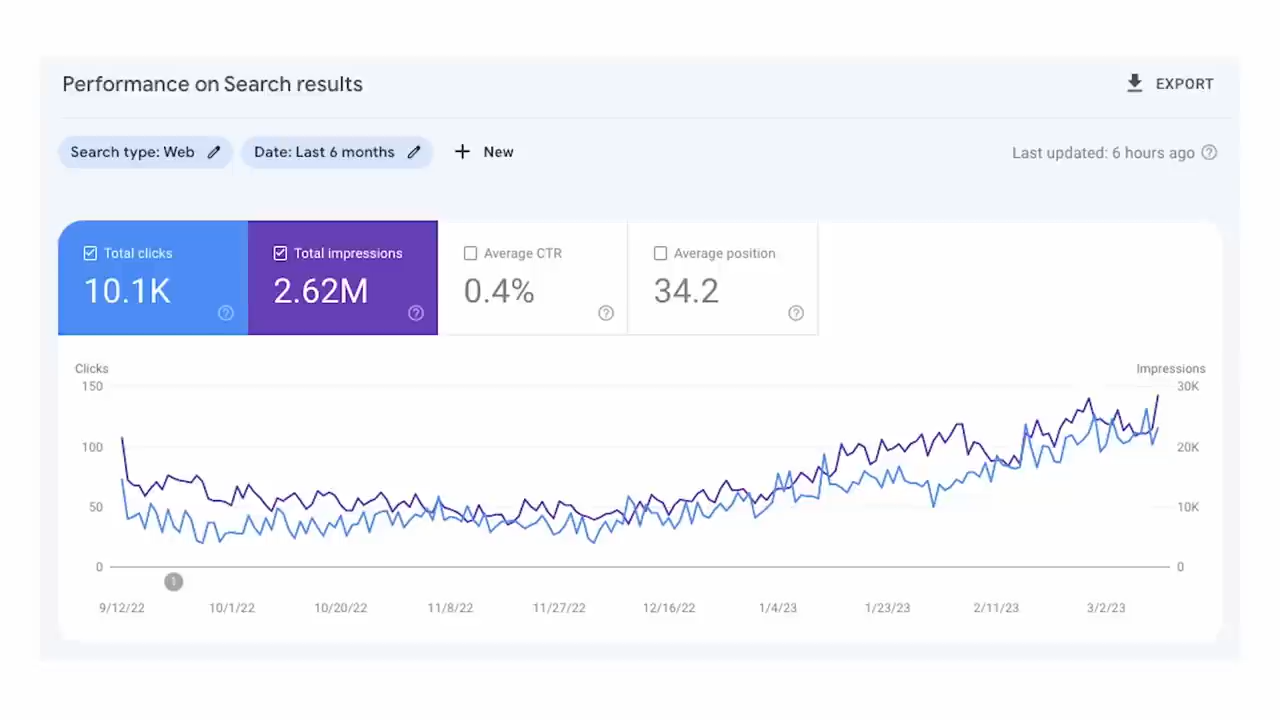 Performance on Search results
EXPORT
Search type: Web
Date: Last 6 months
+ New
Last updated: 6 hours ago
Total clicks
10.1K
Total impressions
2.62M
Average CTR
0.4%
Average position
34.2
Clicks
Impressions
150
100
50
0
30K
20K
10K
0
1
9/12/22 10/1/22 10/20/22 11/8/22 11/27/22 12/16/22 1/4/23 1/23/23 2/11/23 3/2/23